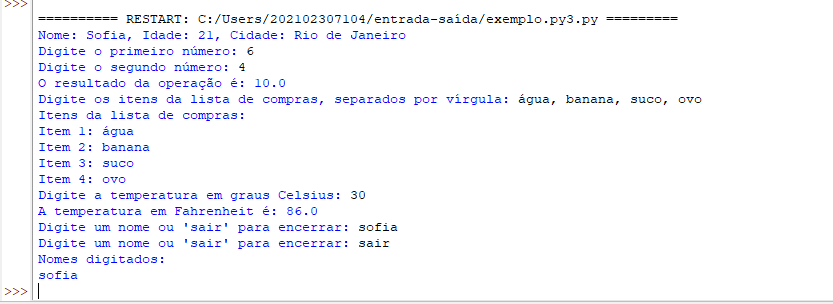 >>>
========== RESTART: C:/Users/202102307104/entrada-saída/exemplo.py3.py =========
Nome: Sofia, Idade: 21, Cidade: Rio de Janeiro
Digite o primeiro número: 6
Digite o segundo número: 4
O resultado da operação é: 10.0
Digite os itens da lista de compras, separados por vírgula: água, banana, suco, ovo
Itens da lista de compras:
Item 1: água
Item 2: banana
Item 3: suco
Item 4: ovo
Digite a temperatura em graus Celsius: 30
A temperatura em Fahrenheit é: 86.0
Digite um nome ou 'sair' para encerrar: sofia
Digite um nome ou 'sair' para encerrar: sair
Nomes digitados:
sofia
>>>